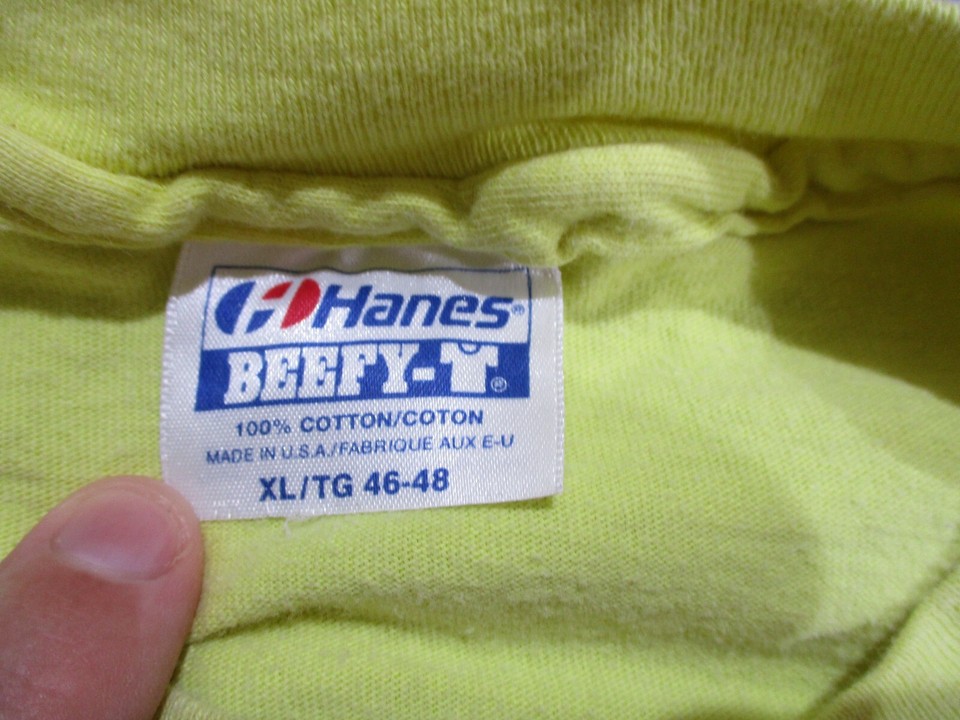 Hanes®
BEEFY-T®
100% COTTON/COTON
MADE IN U.S.A./FABRIQUE AUX E-U
XL/TG 46-48